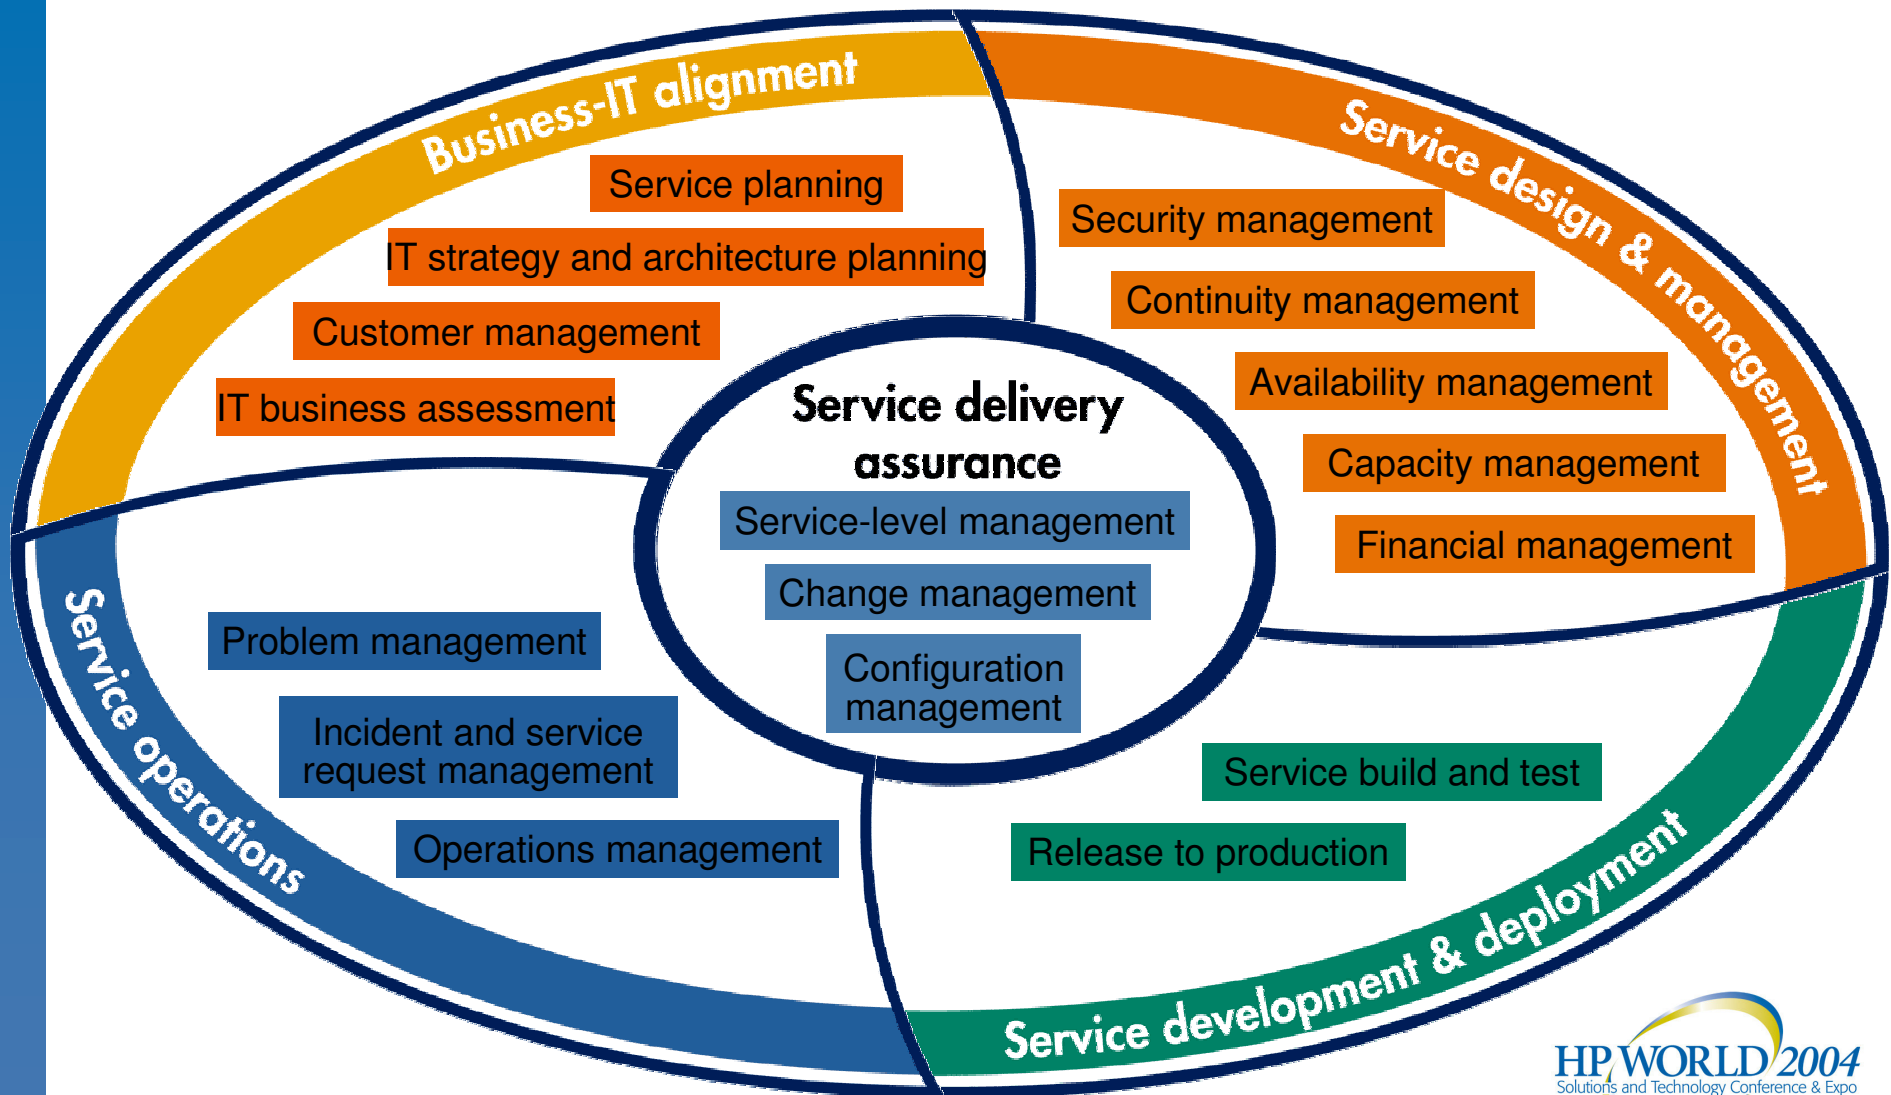 Business-IT alignment
Service planning
IT strategy and architecture planning
Customer management
IT business assessment
Service design & management
Security management
Continuity management
Availability management
Capacity management
Financial management
Service delivery
assurance
Service-level management
Change management
Configuration
management
Service operations
Problem management
Incident and service
request management
Operations management
Service build and test
Release to production
Service development & deployment
HP WORLD 2004
Solutions and Technology Conference & Expo